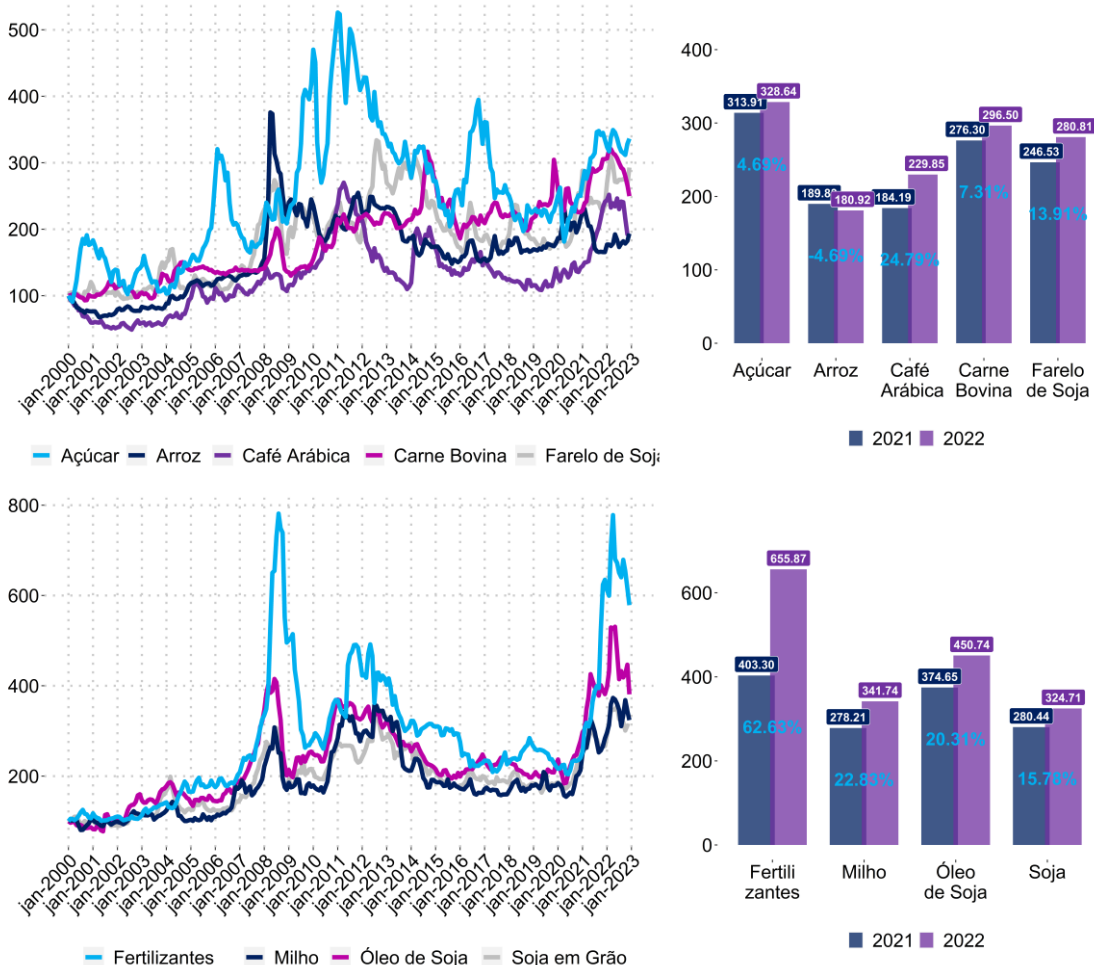 500
400
300
200
100
jan-2000
jan-2001
jan-2002
jan-2003
jan-2004
jan-2005
jan-2006
jan-2007
jan-2008
jan-2009
jan-2010
jan-2011
jan-2012
jan-2013
jan-2014
jan-2015
jan-2016
jan-2017
jan-2018
jan-2019
jan-2020
jan-2021
jan-2022
jan-2023
Açúcar Arroz Café Arábica Carne Bovina Farelo de Soja
400
300
200
100
0
313.91 328.64
4.69%
180.92
-4.69%
184.19 229.85
24.79%
276.30 296.50
7.31%
246.53 280.81
13.91%
Açúcar Arroz Café Carne Farelo
Arábica Bovina de Soja
2021 2022
800
600
400
200
jan-2000
jan-2001
jan-2002
jan-2003
jan-2004
jan-2005
jan-2006
jan-2007
jan-2008
jan-2009
jan-2010
jan-2011
jan-2012
jan-2013
jan-2014
jan-2015
jan-2016
jan-2017
jan-2018
jan-2019
jan-2020
jan-2021
jan-2022
jan-2023
Fertilizantes Milho Óleo de Soja Soja em Grão
600
400
200
0
403.30 655.87
62.63%
278.21 341.74
22.83%
374.65 450.74
20.31%
280.44 324.71
15.78%
Fertili Milho Óleo Soja
zantes de Soja
2021 2022